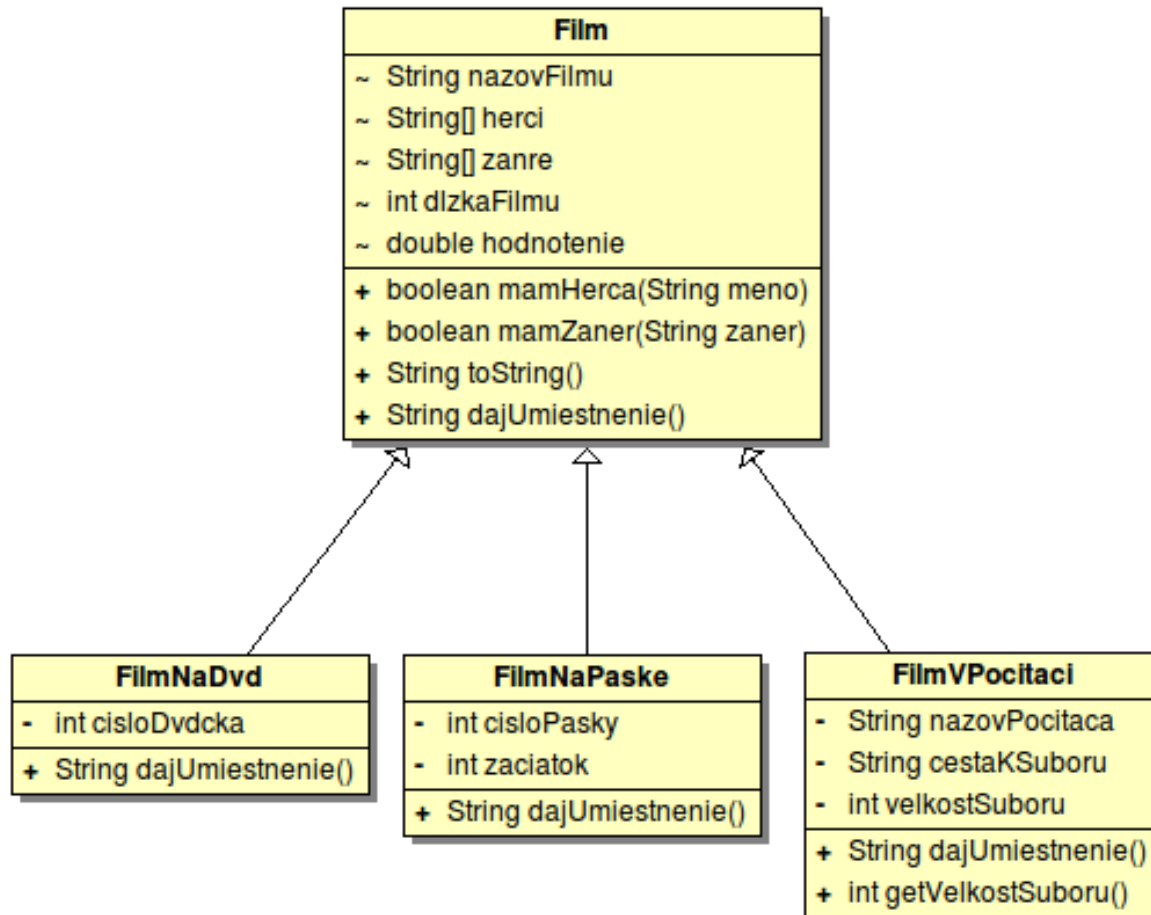 Film
~ String nazovFilmu
~ String[] herci
~ String[] zanre
~ int dlzkaFilmu
~ double hodnotenie
+ boolean mamHerca(String meno)
+ boolean mamZaner(String zaner)
+ String toString()
+ String dajUmiestnenie()
FilmNaDvd
- int cisloDvdcka
+ String dajUmiestnenie()
FilmNaPaske
- int cisloPasky
- int zaciatok
+ String dajUmiestnenie()
FilmVPocitaci
- String nazovPocitaca
- String cestaKSuboru
- int velkostSuboru
+ String dajUmiestnenie()
+ int getVelkostSuboru()